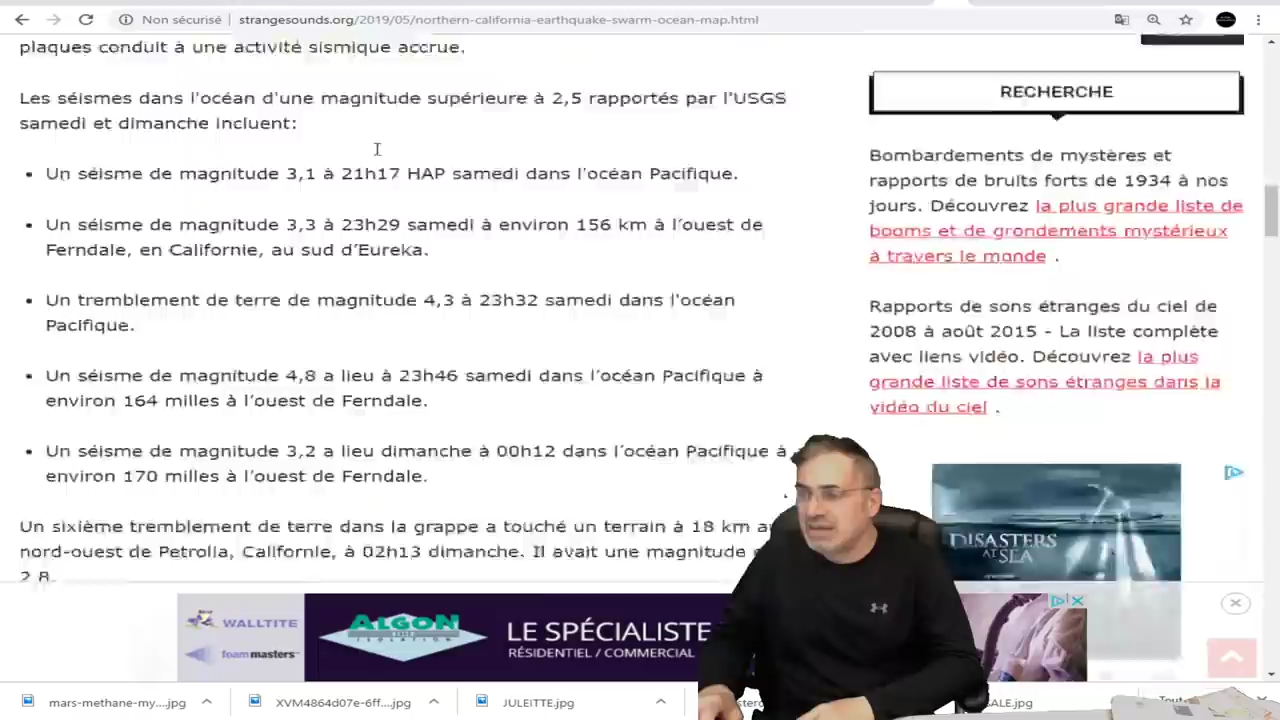 Non sécurisé | strangesounds.org/2019/05/northern-california-earthquake-swarm-ocean-map.html
plaques conduit à une activité sismique accrue.
Les séismes dans l'océan d'une magnitude supérieure à 2,5 rapportés par l'USGS
samedi et dimanche incluent:
Un séisme de magnitude 3,1 à 21h17 HAP samedi dans l'océan Pacifique.
Un séisme de magnitude 3,3 à 23h29 samedi à environ 156 km à l'ouest de
Ferndale, en Californie, au sud d'Eureka.
Un tremblement de terre de magnitude 4,3 à 23h32 samedi dans l'océan
Pacifique.
Un séisme de magnitude 4,8 a lieu à 23h46 samedi dans l'océan Pacifique à
environ 164 milles à l'ouest de Ferndale.
Un séisme de magnitude 3,2 a lieu dimanche à 00h12 dans l'océan Pacifique à
environ 170 milles à l'ouest de Ferndale.
Un sixième tremblement de terre dans la grappe a touché un terrain à 18 km
nord-ouest de Petrolia, Californie, à 02h13 dimanche. Il avait une magnitude
2,8.
RECHERCHE
Bombardements de mystères et
rapports de bruits forts de 1934 à nos
jours. Découvrez la plus grande liste de
booms et de grondements mystérieux
à travers le monde .
Rapports de sons étranges du ciel de
2008 à août 2015 - La liste complète
avec liens vidéo. Découvrez la plus
grande liste de sons étranges dans la
vidéo du ciel .
DISASTERS
AT SEA
WALLTITE
foammasters
ALGON
ISOLATION
LE SPÉCIALISTE
RÉSIDENTIEL / COMMERCIAL
mars-methane-my....jpg
XVM4864d07e-6ff....jpg
JULEITTE.jpg